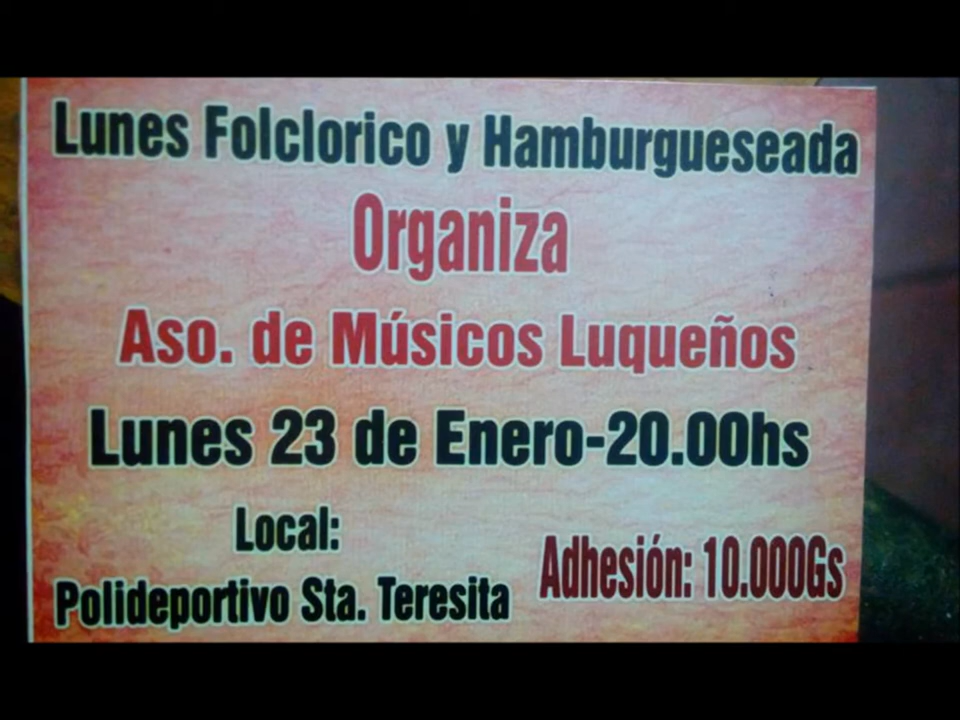 Lunes Folclorico y Hamburgueseada
Organiza
Aso. de Músicos Luqueños
Lunes 23 de Enero-20.00hs
Local:
Polideportivo Sta. Teresita
Adhesión: 10.000Gs